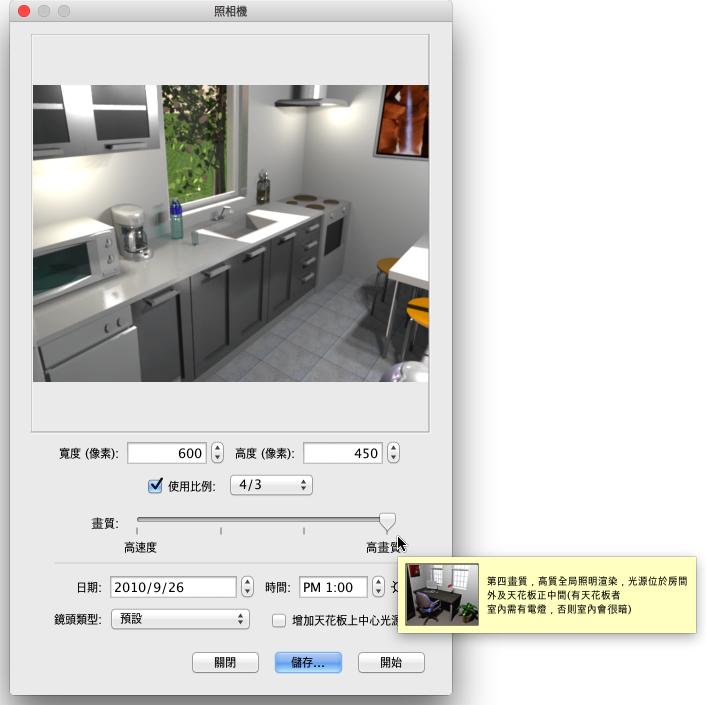 照相機
寬度 (像素): 600 高度 (像素): 450
使用比例: 4/3
畫質:
高速度 高畫質
日期: 2010/9/26 時間: PM 1:00
鏡頭類型: 預設 增加天花板上中心光源
第四畫質，高質全局照明渲染，光源位於房間
外及天花板正中間(有天花板者
室內需有電燈，否則室內會很暗)
關閉 儲存... 開始